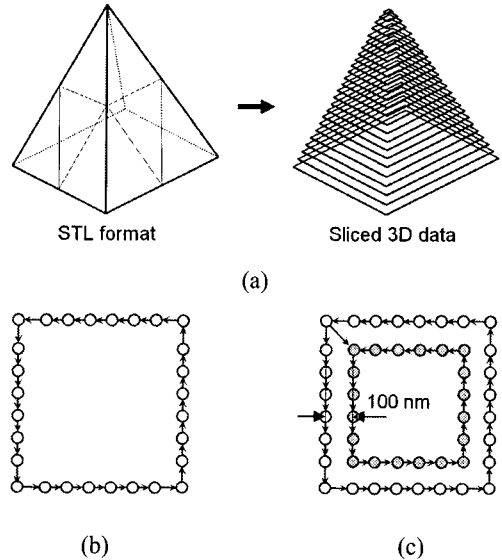 STL format
Sliced 3D data
(a)
100 nm
(b)
(c)